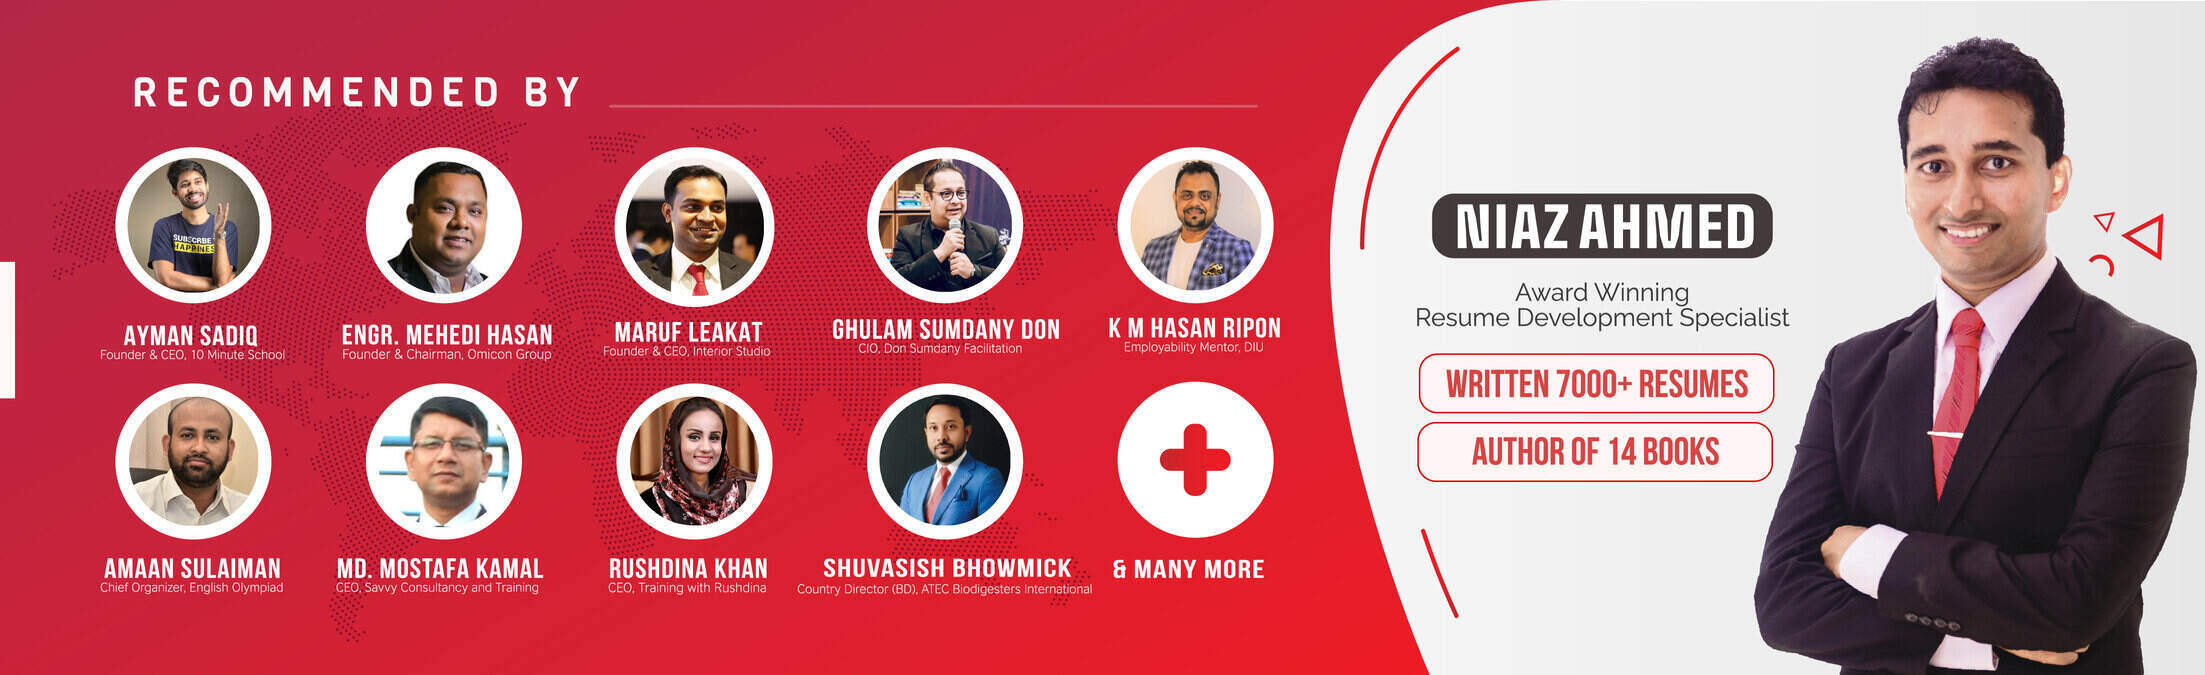 RECOMMENDED BY
SUBSCRBE
HAPPINES
AYMAN SADIQ
Founder & CEO, 10 Minute School
ENGR. MEHEDI HASAN
Founder & Chairman, Omicon Group
MARUF LEAKAT
Founder & CEO, Interior Studio
GHULAM SUMDANY DON
CIO, Don Sumdany Facilitation
K M HASAN RIPON
Employability Mentor, DIU
AMAAN SULAIMAN
Chief Organizer, English Olympiad
MD. MOSTAFA KAMAL
CEO, Savvy Consultancy and Training
RUSHDINA KHAN
CEO, Training with Rushdina
SHUVASISH BHOWMICK
Country Director (BD), ATEC Biodigesters International
& MANY MORE
NIAZ AHMED
Award Winning
Resume Development Specialist
WRITTEN 7000+ RESUMES
AUTHOR OF 14 BOOKS